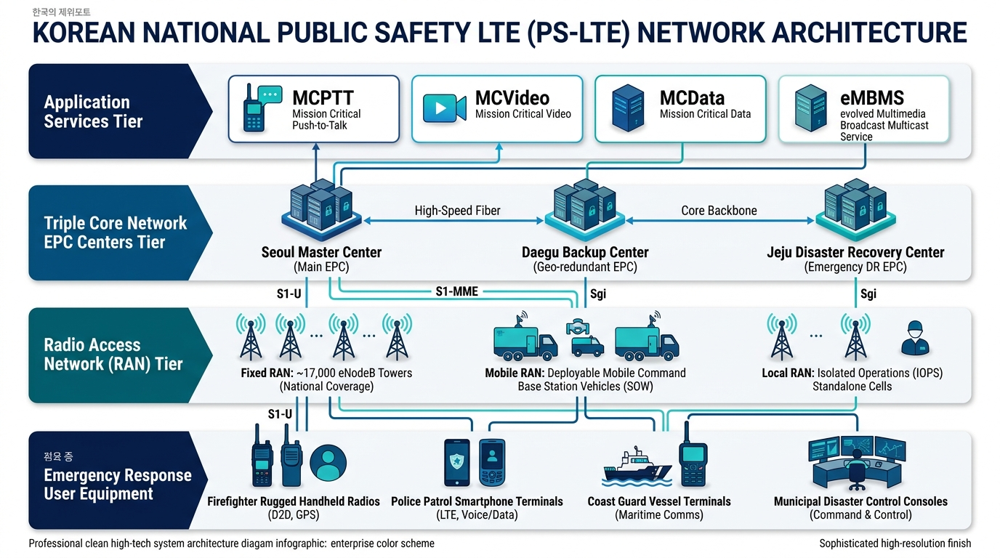 한국의 제위포트
KOREAN NATIONAL PUBLIC SAFETY LTE (PS-LTE) NETWORK ARCHITECTURE
Application
Services Tier
MCPTT
Mission Critical
Push-to-Talk
MCVideo
Mission Critical Video
MCData
Mission Critical Data
eMBMS
evolved Multimedia
Broadcast Multicast
Service
Triple Core Network
EPC Centers Tier
High-Speed Fiber
Core Backbone
Seoul Master Center
(Main EPC)
Daegu Backup Center
(Geo-redundant EPC)
Jeju Disaster Recovery Center
(Emergency DR EPC)
S1-U
S1-MME
Sgi
Sgi
Radio Access
Network (RAN) Tier
Fixed RAN: ~17,000 eNodeB Towers
(National Coverage)
Mobile RAN: Deployable Mobile Command
Base Station Vehicles (SOW)
Local RAN: Isolated Operations (IOPS)
Standalone Cells
S1-U
Emergency Response
User Equipment
Firefighter Rugged Handheld Radios
(D2D, GPS)
Police Patrol Smartphone Terminals
(LTE, Voice/Data)
Coast Guard Vessel Terminals
(Maritime Comms)
Municipal Disaster Control Consoles
(Command & Control)
Professional clean high-tech system architecture diagam infographic: enterprise color scheme
Sophisticated high-resolution finish